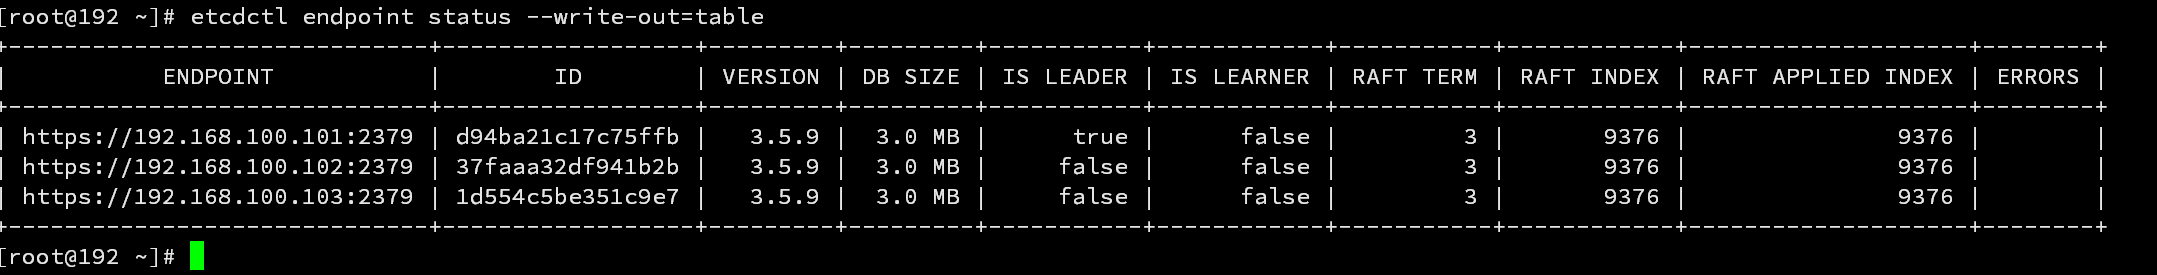 [root@192 ~]# etcdctl endpoint status --write-out=table
+------------------------------+------------------+---------+---------+-----------+------------+-----------+------------+--------------------+--------+
| ENDPOINT | ID | VERSION | DB SIZE | IS LEADER | IS LEARNER | RAFT TERM | RAFT INDEX | RAFT APPLIED INDEX | ERRORS |
+------------------------------+------------------+---------+---------+-----------+------------+-----------+------------+--------------------+--------+
| https://192.168.100.101:2379 | d94ba21c17c75ffb | 3.5.9 | 3.0 MB | true | false | 3 | 9376 | 9376 | |
| https://192.168.100.102:2379 | 37faaa32df941b2b | 3.5.9 | 3.0 MB | false | false | 3 | 9376 | 9376 | |
| https://192.168.100.103:2379 | 1d554c5be351c9e7 | 3.5.9 | 3.0 MB | false | false | 3 | 9376 | 9376 | |
+------------------------------+------------------+---------+---------+-----------+------------+-----------+------------+--------------------+--------+
[root@192 ~]#